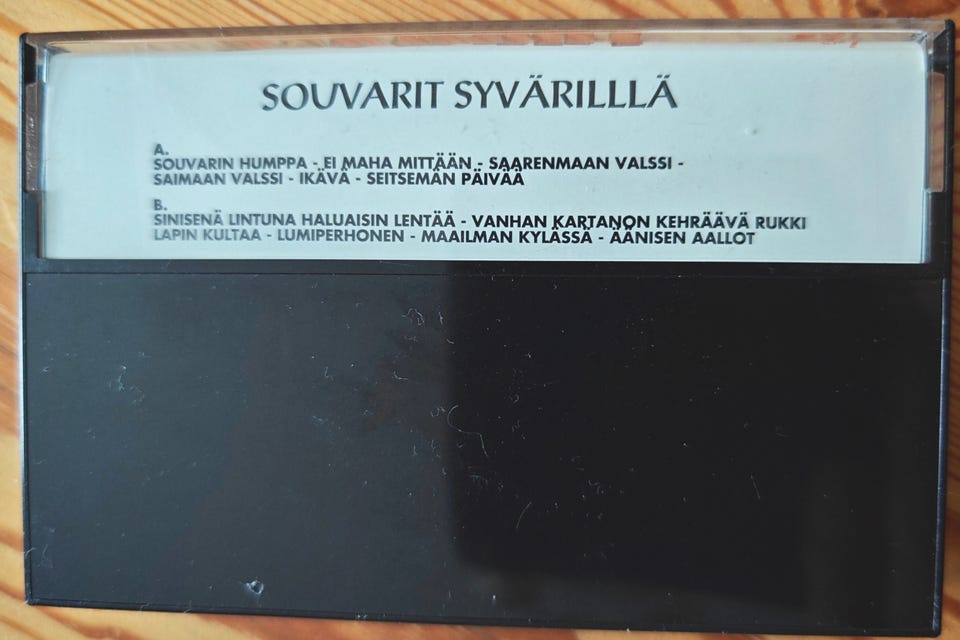 SOUVARIT SYVÄRILLLÄ
A.
SOUVARIN HUMPPA - EI MAHA MITTÄÄN - SAARENMAAN VALSSI -
SAIMAAN VALSSI - IKÄVÄ - SEITSEMÄN PÄIVÄÄ
B.
SINISENÄ LINTUNA HALUAISIN LENTÄÄ - VANHAN KARTANON KEHRÄÄVÄ RUKKI
LAPIN KULTAA - LUMIPERHONEN - MAAILMAN KYLÄSSÄ - ÄÄNISEN AALLOT